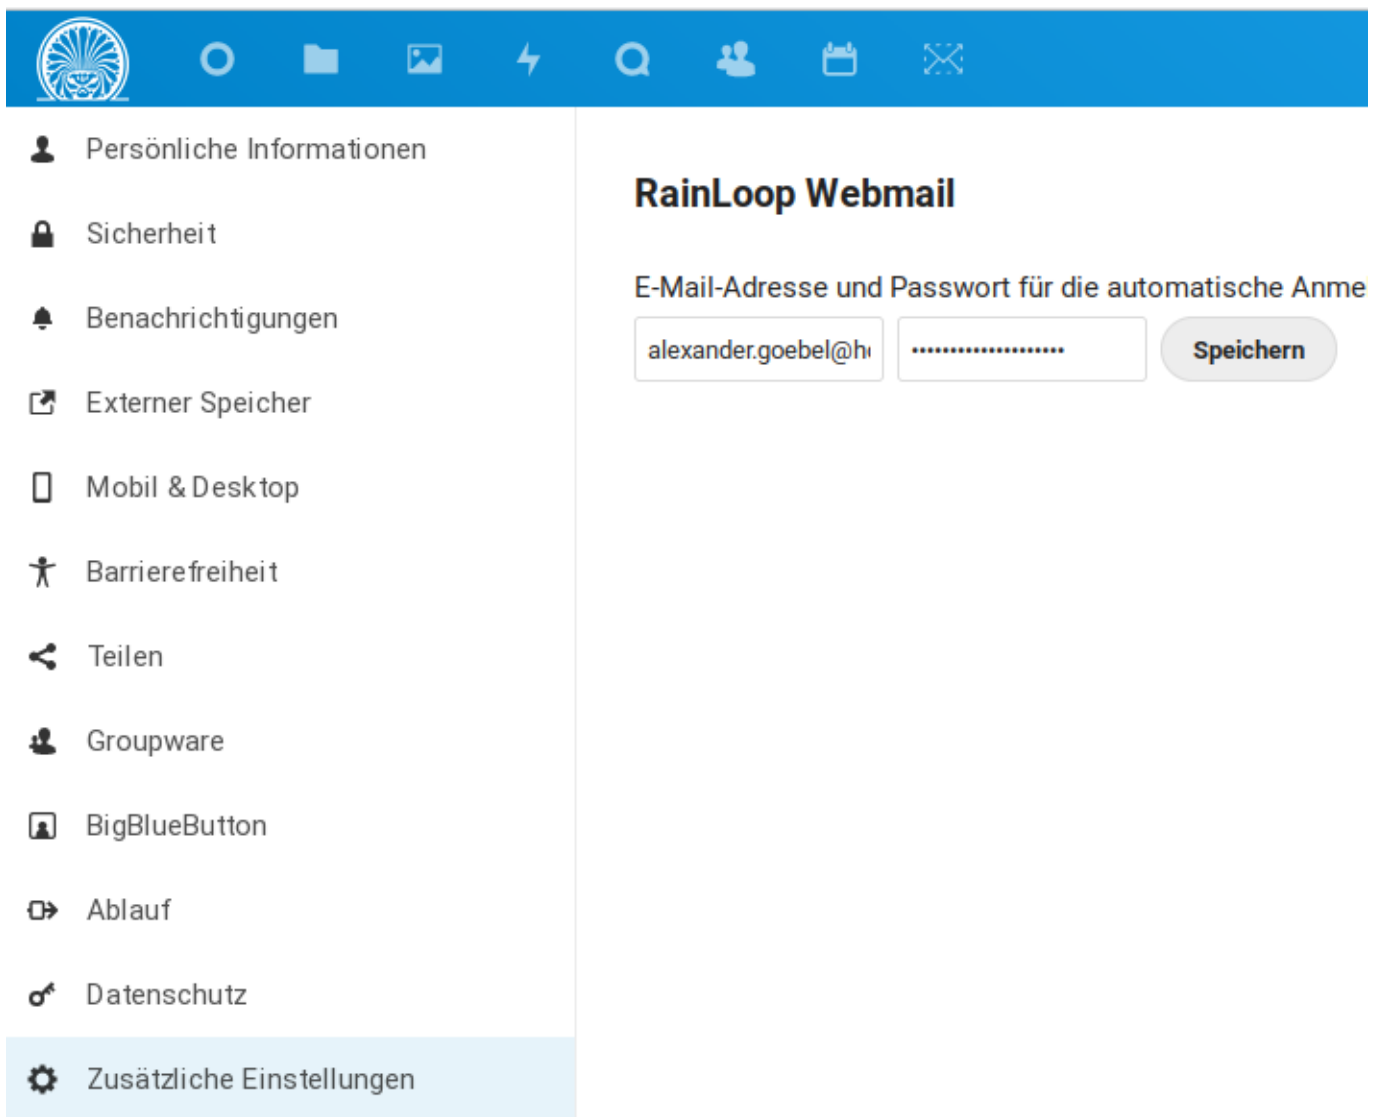 Persönliche Informationen
Sicherheit
Benachrichtigungen
Externer Speicher
Mobil & Desktop
Barrierefreiheit
Teilen
Groupware
BigBlueButton
Ablauf
Datenschutz
Zusätzliche Einstellungen
RainLoop Webmail
E-Mail-Adresse und Passwort für die automatische Anme
alexander.goebel@h
Speichern